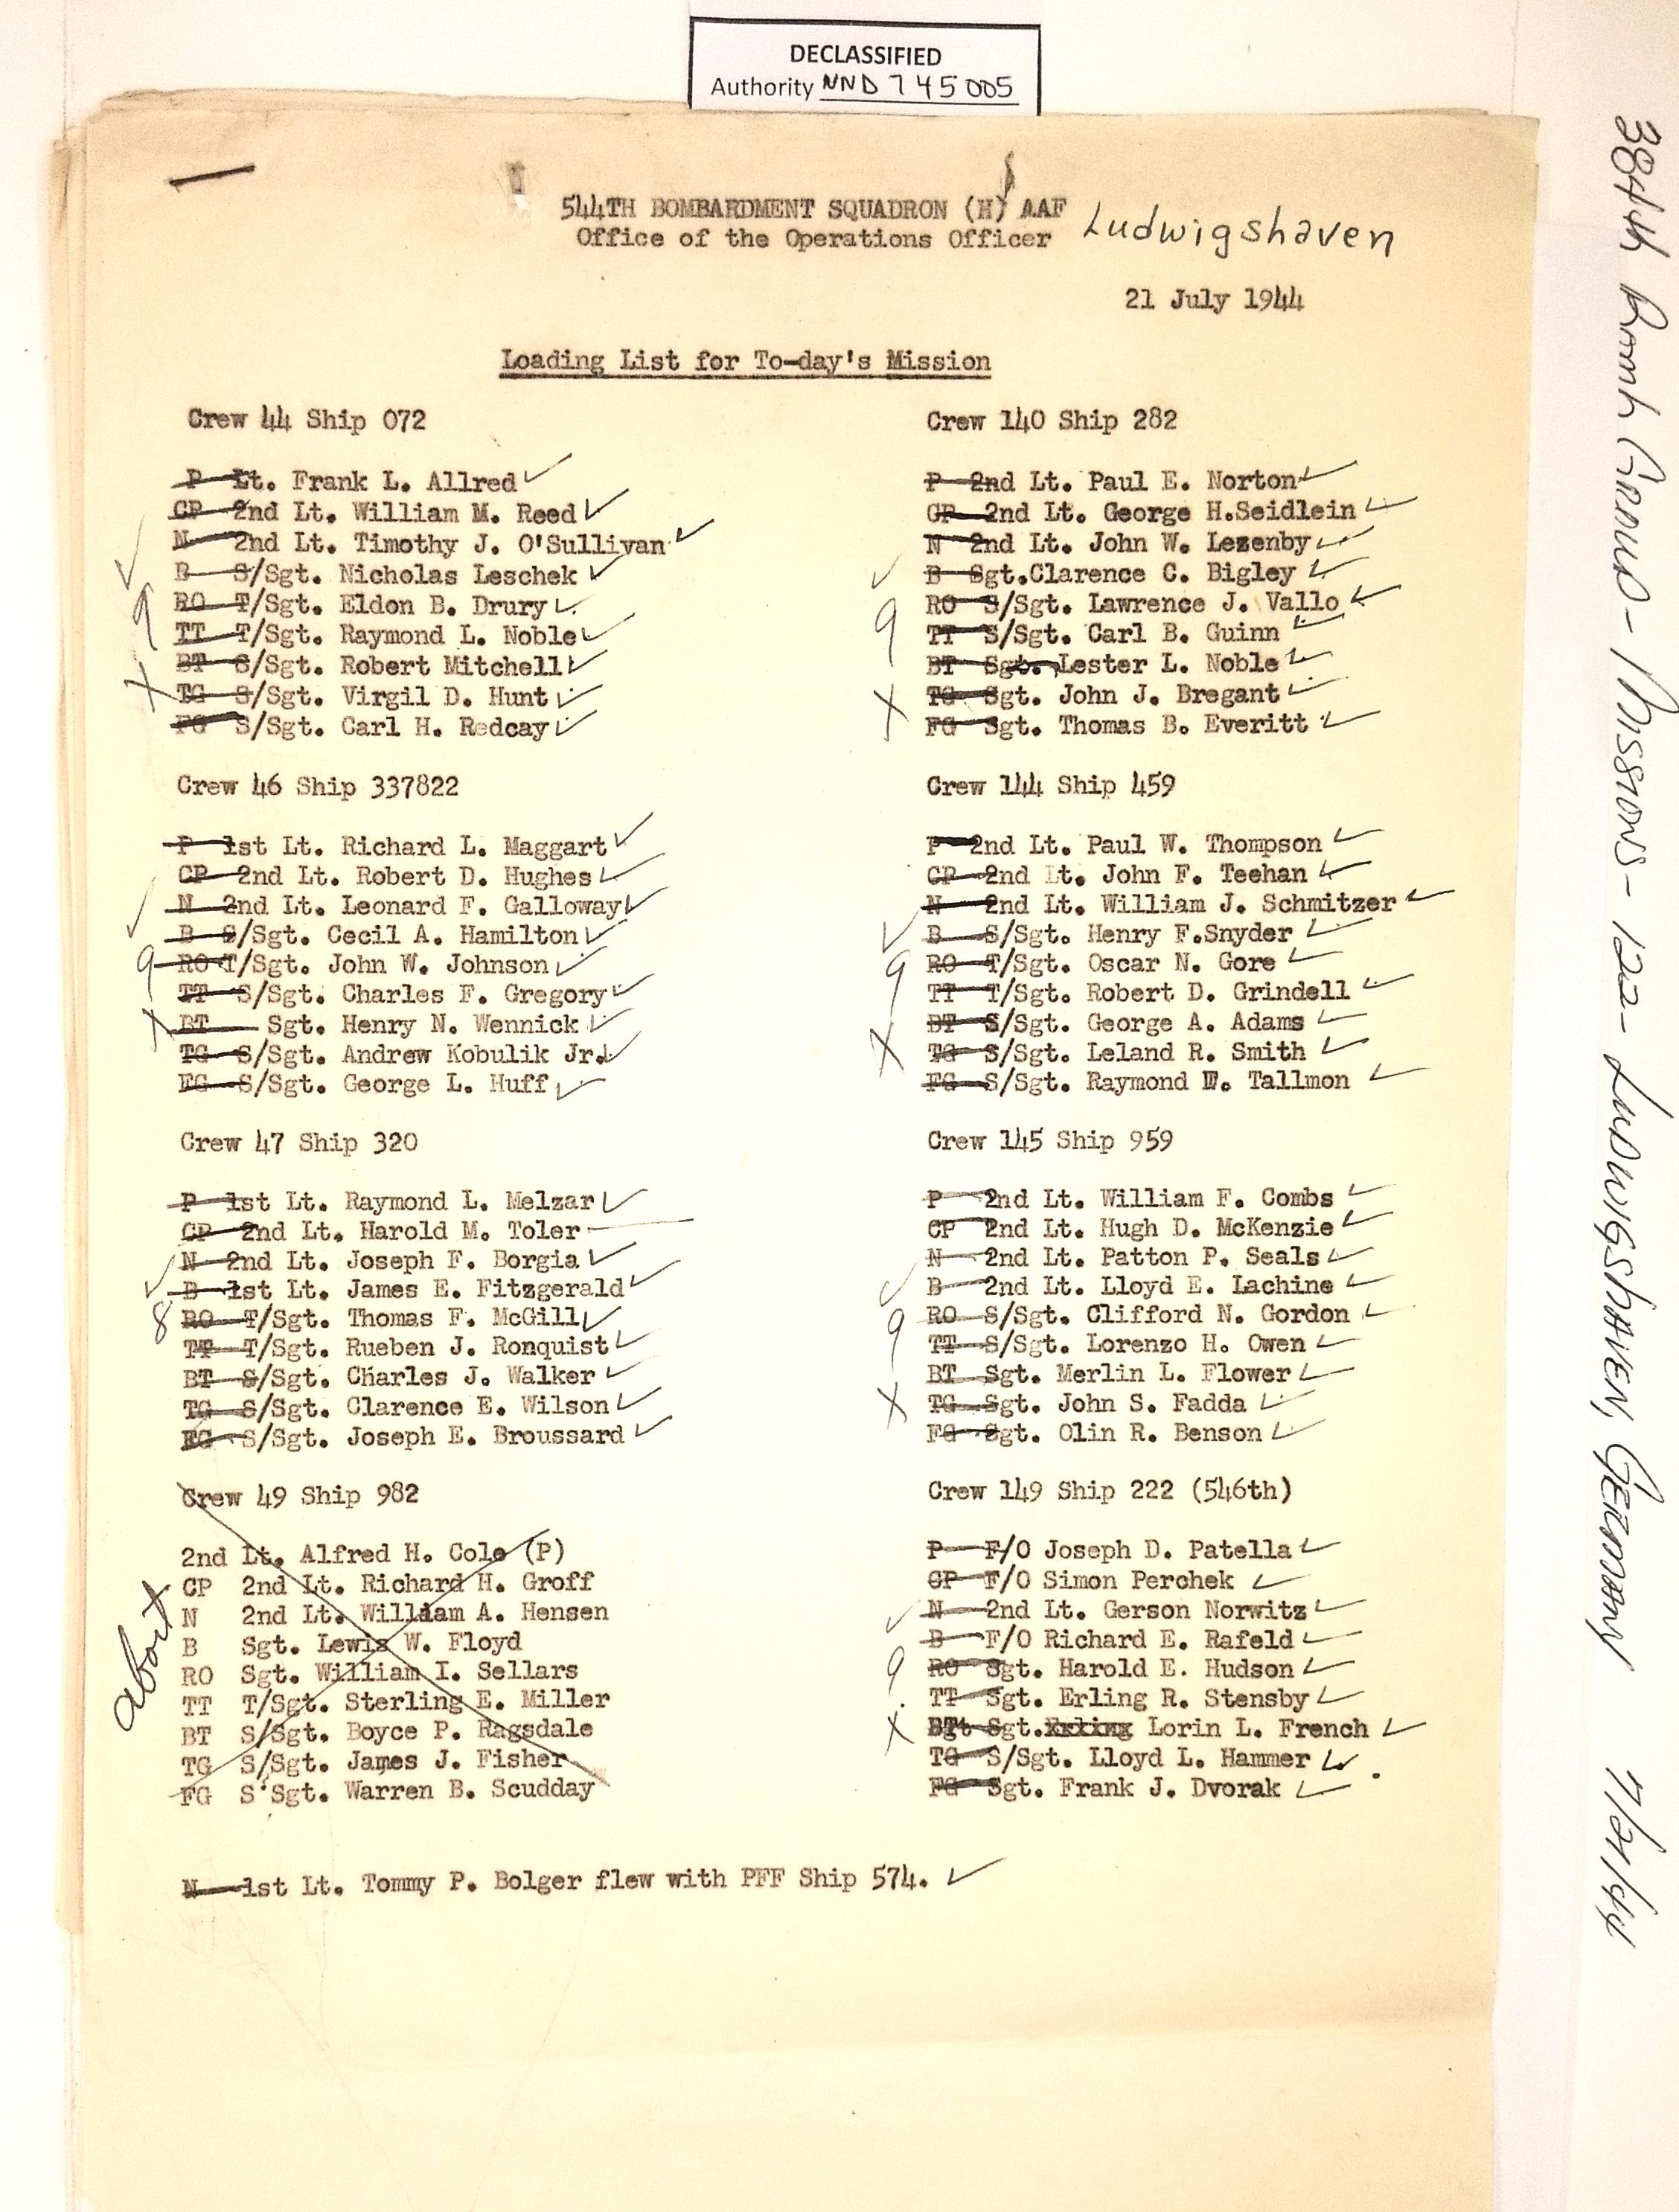 DECLASSIFIED
Authority NND 745005
544TH BOMBARDMENT SQUADRON (H) AAF
Office of the Operations Officer
Ludwigshaven
21 July 1944
Loading List for To-day's Mission
Crew 44 Ship 072
P Lt. Frank L. Allred
CP 2nd Lt. William M. Reed
N 2nd Lt. Timothy J. O'Sullivan
B S/Sgt. Nicholas Leschek
RO T/Sgt. Eldon B. Drury
TT T/Sgt. Raymond L. Noble
BT S/Sgt. Robert Mitchell
TG S/Sgt. Virgil D. Hunt
FG S/Sgt. Carl H. Redcay
9
X
Crew 46 Ship 337822
P 1st Lt. Richard L. Maggart
CP 2nd Lt. Robert D. Hughes
N 2nd Lt. Leonard F. Galloway
B S/Sgt. Cecil A. Hamilton
RO T/Sgt. John W. Johnson
TT S/Sgt. Charles F. Gregory
BT Sgt. Henry N. Wennick
TG S/Sgt. Andrew Kobulik Jr.
FG S/Sgt. George L. Huff
9
X
Crew 47 Ship 320
P 1st Lt. Raymond L. Melzar
CP 2nd Lt. Harold M. Toler
N 2nd Lt. Joseph F. Borgia
B 1st Lt. James E. Fitzgerald
RO T/Sgt. Thomas F. McGill
TT T/Sgt. Rueben J. Ronquist
BT S/Sgt. Charles J. Walker
TG S/Sgt. Clarence E. Wilson
FG S/Sgt. Joseph E. Broussard
8
Crew 49 Ship 982
2nd Lt. Alfred H. Cole (P)
CP 2nd Lt. Richard H. Groff
N 2nd Lt. William A. Hensen
B Sgt. Lewis W. Floyd
RO Sgt. William I. Sellars
TT T/Sgt. Sterling E. Miller
BT S/Sgt. Boyce P. Ragsdale
TG S/Sgt. James J. Fisher
FG S'Sgt. Warren B. Scudday
abort
Crew 140 Ship 282
P 2nd Lt. Paul E. Norton
CP 2nd Lt. George H.Seidlein
N 2nd Lt. John W. Lezenby
B Sgt.Clarence C. Bigley
RO S/Sgt. Lawrence J. Vallo
TT S/Sgt. Carl B. Guinn
BT Sgt. Lester L. Noble
TG Sgt. John J. Bregant
FG Sgt. Thomas B. Everitt
9
X
Crew 144 Ship 459
P 2nd Lt. Paul W. Thompson
CP 2nd Lt. John F. Teehan
N 2nd Lt. William J. Schmitzer
B S/Sgt. Henry F.Snyder
RO T/Sgt. Oscar N. Gore
TT T/Sgt. Robert D. Grindell
BT S/Sgt. George A. Adams
TG S/Sgt. Leland R. Smith
FG S/Sgt. Raymond Tallmon
9
X
Crew 145 Ship 959
P 2nd Lt. William F. Combs
CP 2nd Lt. Hugh D. McKenzie
N 2nd Lt. Patton P. Seals
B 2nd Lt. Lloyd E. Lachine
RO S/Sgt. Clifford N. Gordon
TT S/Sgt. Lorenzo H. Owen
BT Sgt. Merlin L. Flower
TG Sgt. John S. Fadda
FG Sgt. Olin R. Benson
9
X
Crew 149 Ship 222 (546th)
P F/O Joseph D. Patella
CP F/O Simon Perchek
N 2nd Lt. Gerson Norwitz
B F/O Richard E. Rafeld
RO Sgt. Harold E. Hudson
TT Sgt. Erling R. Stensby
BT Sgt. Lorin L. French
TG S/Sgt. Lloyd L. Hammer
FG Sgt. Frank J. Dvorak
9
X
N 1st Lt. Tommy P. Bolger flew with PFF Ship 574.
384th Bomb Group - Missions - 122 - Ludwigshaven, Germany 7/21/44